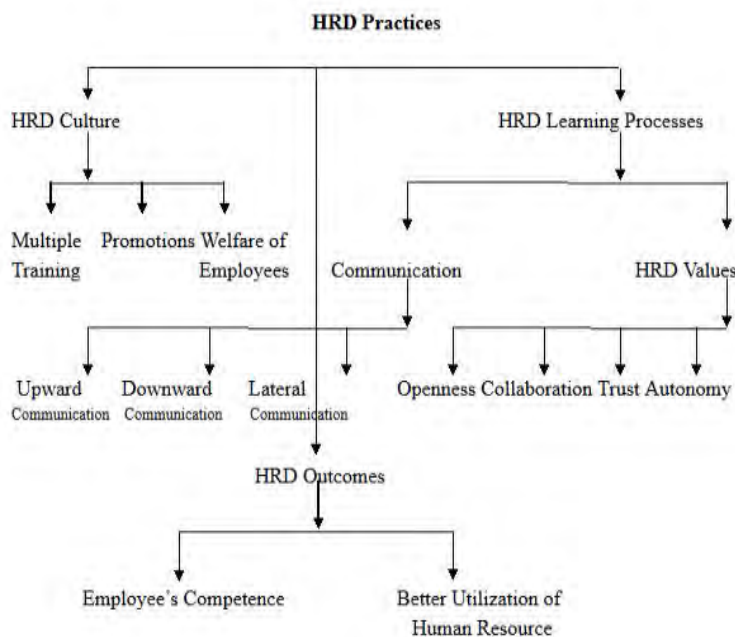 HRD Practices
HRD Culture
HRD Learning Processes
Multiple
Training
Promotions
Welfare of
Employees
Communication
HRD Values
Upward
Communication
Downward
Communication
Lateral
Communication
Openness Collaboration Trust Autonomy
HRD Outcomes
Employee’s Competence
Better Utilization of
Human Resource